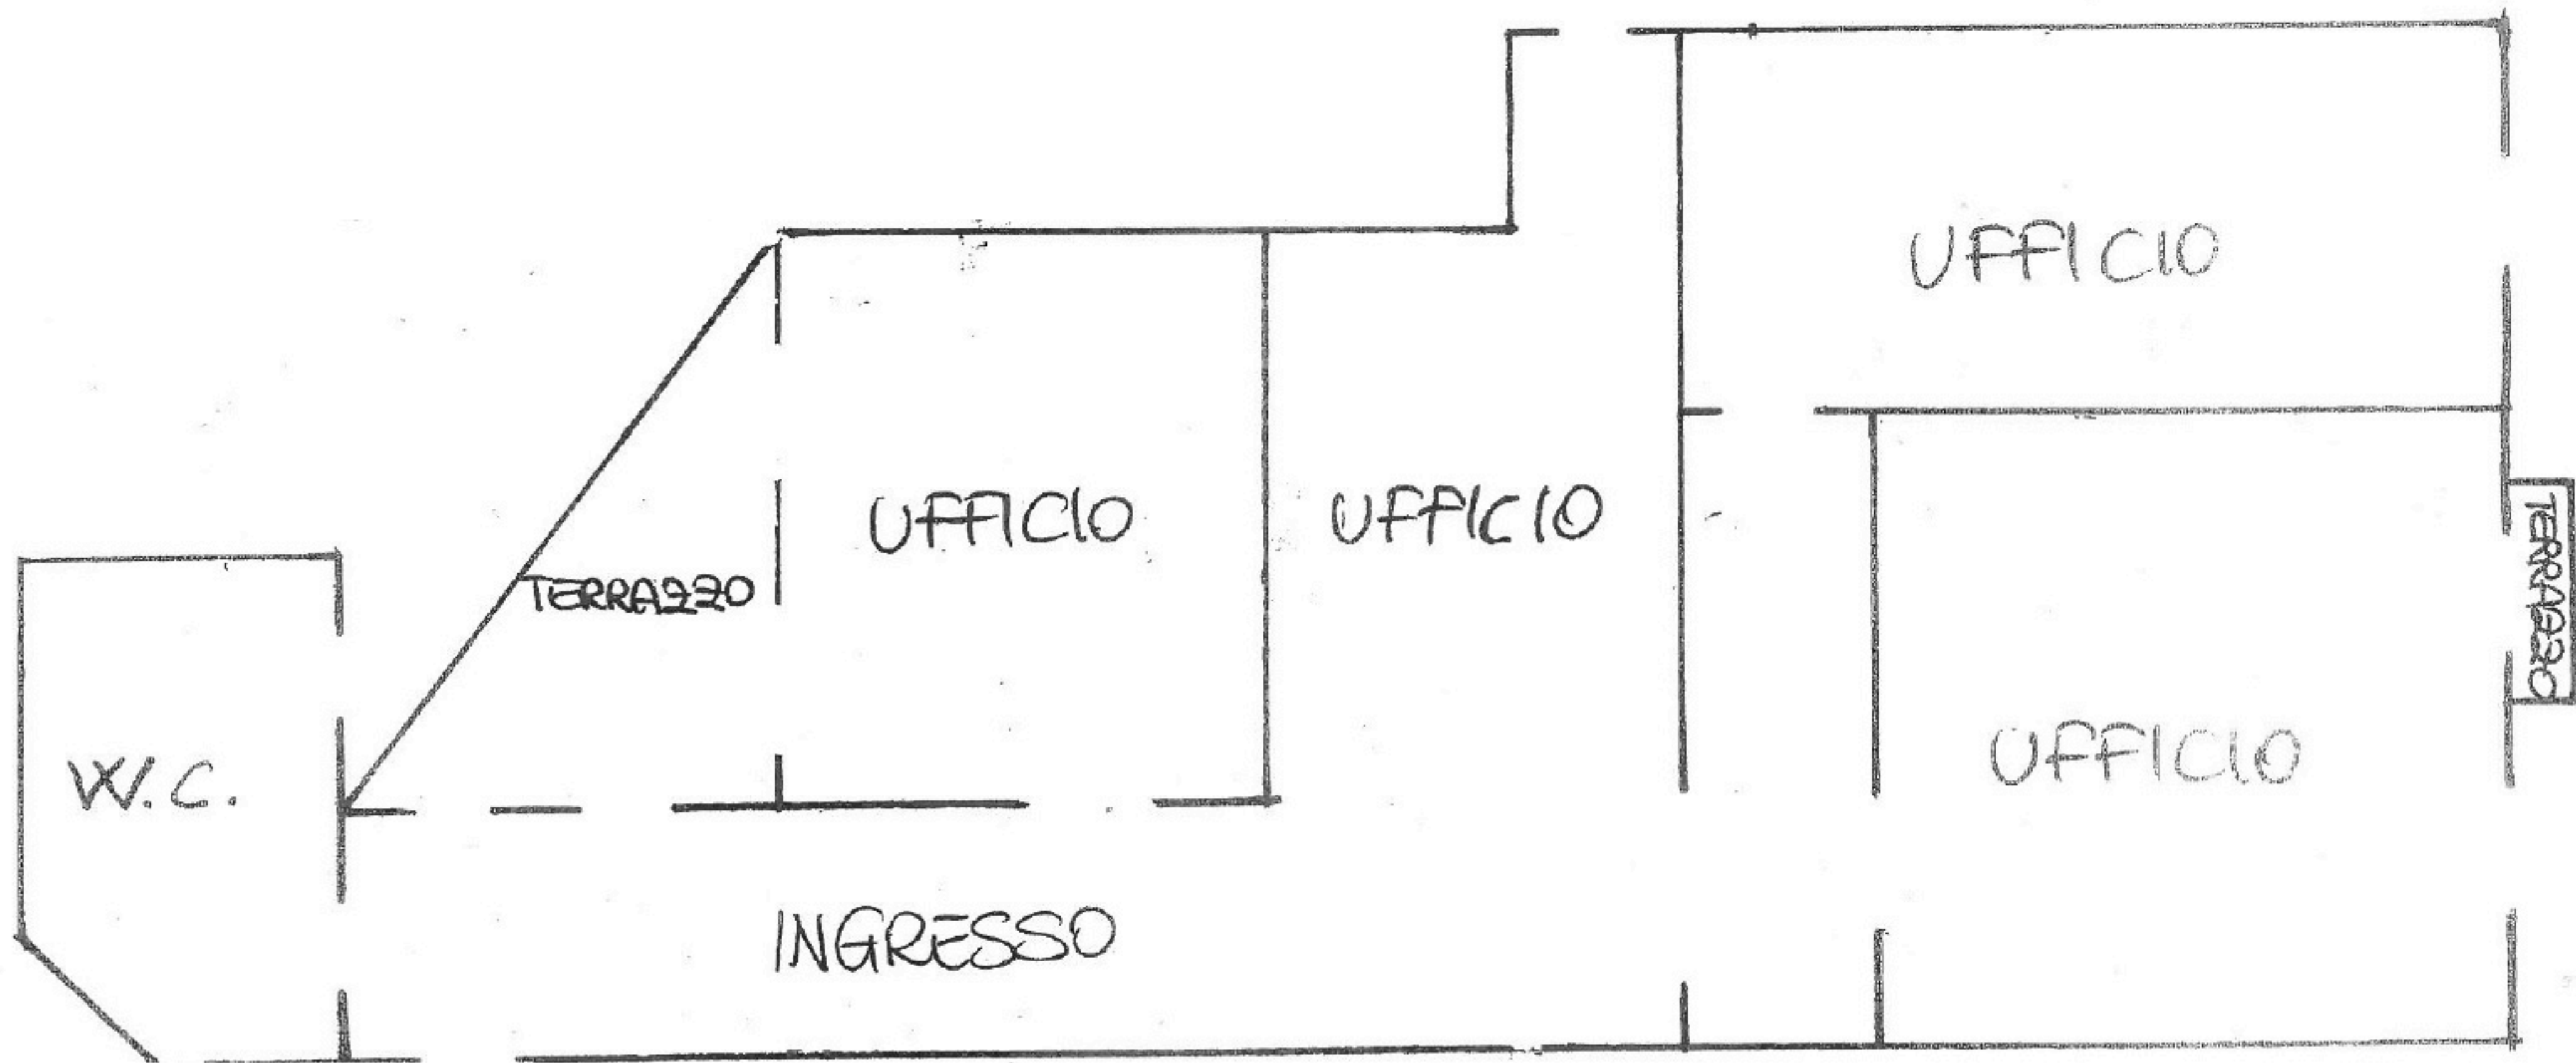 UFFICIO
UFFICIO
UFFICIO
TERRAZZO
TERRAZZO
W.C.
UFFICIO
INGRESSO